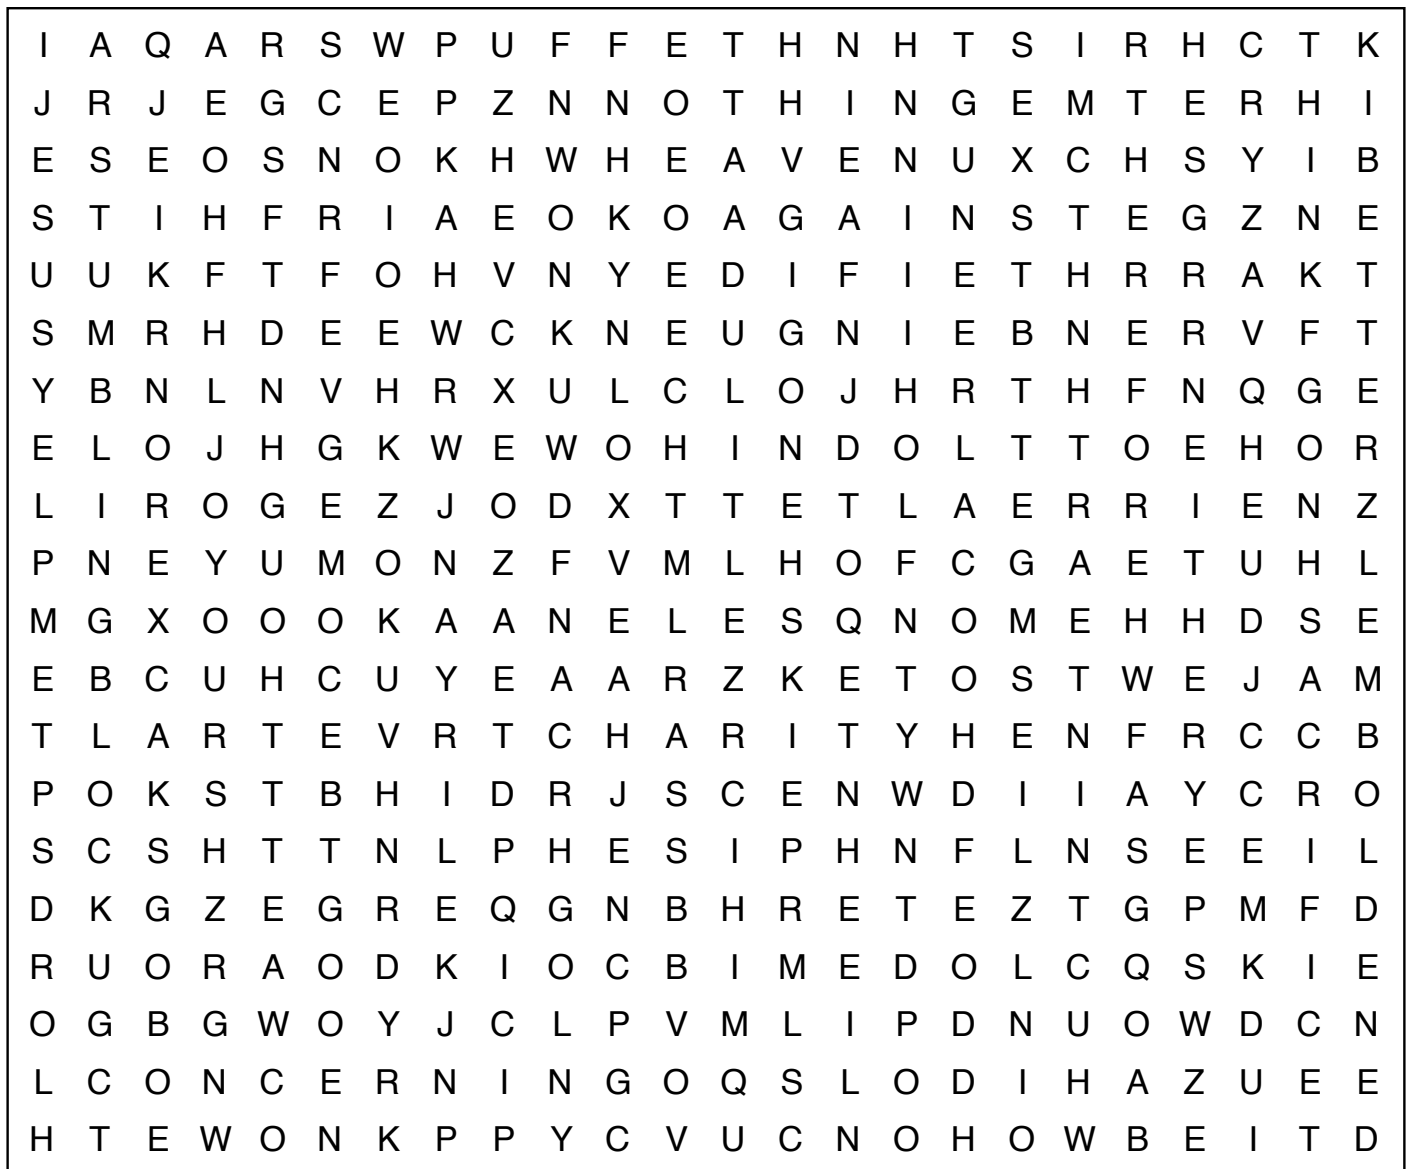 I A Q A R S W P U F F E T H N H T S I R H C T K
J R J E G C E P Z N N O T H I N G E M T E R H I
E S E O S N O K H W H E A V E N U X C H S Y I B
S T I H F R I A E O K O A G A I N S T E G Z N E
U U K F T F O H V N Y E D I F I E T H R R A K T
S M R H D E E W C K N E U G N I E B N E R V F T
Y B N L N V H R X U L C L O J H R T H F N Q G E
E L O J H G K W E W O H I N D O L T T O E H O R
L I R O G E Z J O D X T T E T L A E R R I E N Z
P N E Y U M O N Z F V M L H O F C G A E T U H L
M G X O O O K A A N E L E S Q N O M E H H D S E
E B C U H C U Y E A A R Z K E T O S T W E J A M
T L A R T E V R T C H A R I T Y H E N F R C C B
P O K S T B H I D R J S C E N W D I I A Y C R O
S C S H T T N L P H E S I P H N F L N S E E I L
D K G Z E G R E Q G N B H R E T E Z T G P M F D
R U O R A O D K I O C B I M E D O L C Q S K I E
O G B G W O Y J C L P V M L I P D N U O W D C N
L C O N C E R N I N G O Q S L O D I H A Z U E E
H T E W O N K P P Y C V U C N O H O W B E I T D